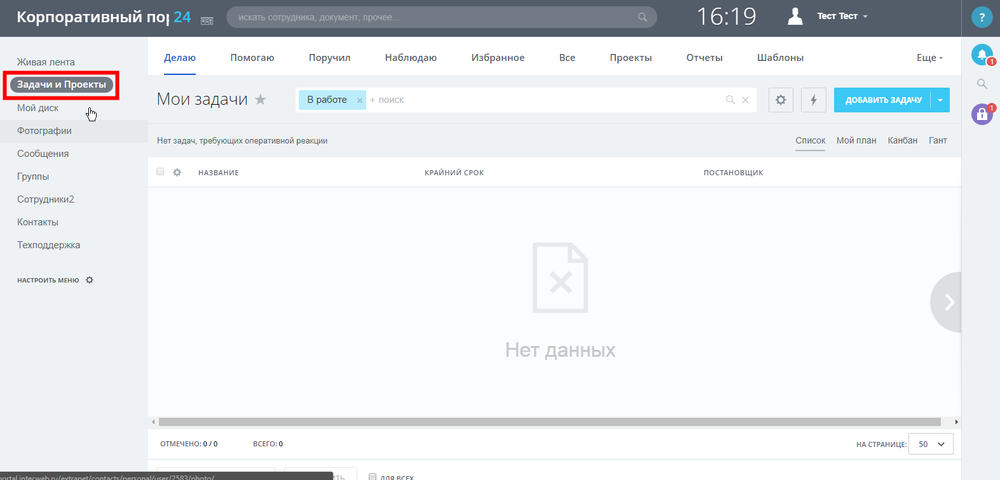 Корпоративный пор 24
искать сотрудника, документ, прочее...
16:19
Тест Тест
?
Живая лента
Задачи и Проекты
Мой диск
Фотографии
Сообщения
Группы
Сотрудники2
Контакты
Техподдержка
НАСТРОИТЬ МЕНЮ
Делаю Помогаю Поручил Наблюдаю Избранное Все Проекты Отчеты Шаблоны Еще
1
Мои задачи
В работе × + поиск
ДОБАВИТЬ ЗАДАЧУ
1
Нет задач, требующих оперативной реакции
Список Мой план Канбан Гант
НАЗВАНИЕ КРАЙНИЙ СРОК ПОСТАНОВЩИК
Нет данных
ОТМЕЧЕНО: 0 / 0 ВСЕГО: 0
НА СТРАНИЦЕ: 50
portal.intecweb.ru/extranet/contacts/personal/user/2583/photo/
ИТЬ
ДЛЯ ВСЕХ